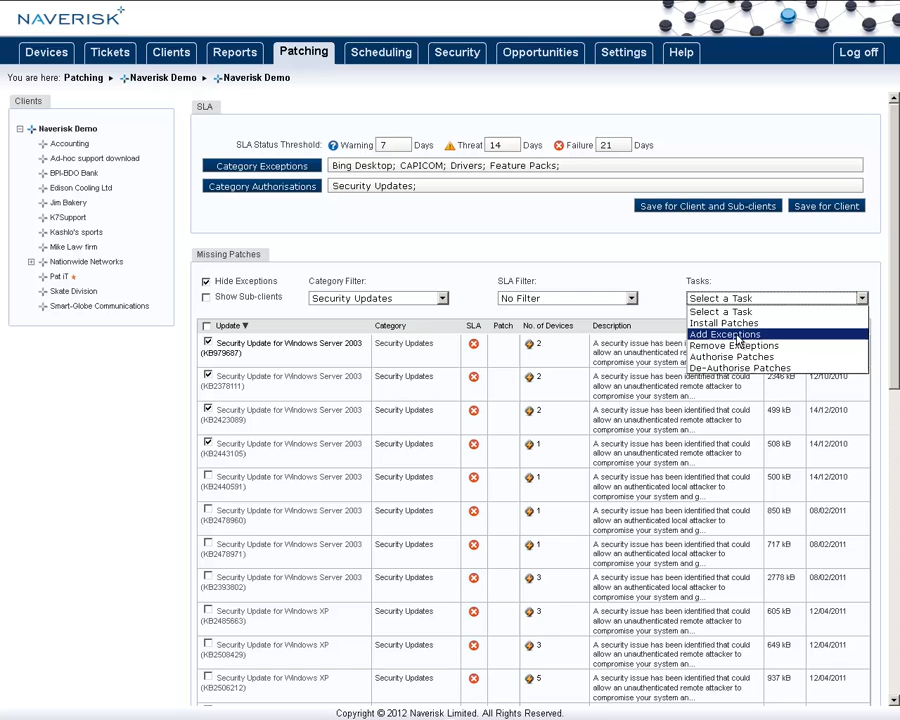 NAVERISK
Devices Tickets Clients Reports Patching Scheduling Security Opportunities Settings Help Log off
You are here: Patching ▸ Naverisk Demo ▸ Naverisk Demo
Clients
Naverisk Demo
Accounting
Ad-hoc support download
BPI-BDO Bank
Edison Cooling Ltd
Jim Bakery
K7Support
Kashlo's sports
Mike Law firm
Nationwide Networks
Pat iT
Skate Division
Smart-Globe Communications
SLA
SLA Status Threshold: Warning 7 Days Threat 14 Days Failure 21 Days
Category Exceptions Bing Desktop; CAPICOM; Drivers; Feature Packs;
Category Authorisations Security Updates;
Save for Client and Sub-clients Save for Client
Missing Patches
Hide Exceptions Category Filter: SLA Filter: Tasks:
Show Sub-clients Security Updates No Filter Select a Task
Select a Task
Install Patches
Add Exceptions
Remove Exceptions
Authorise Patches
De-Authorise Patches
Update ▼ Category SLA Patch No. of Devices Description
Security Update for Windows Server 2003 Security Updates 2 A security issue has been identified that could
(KB979687) allow an unauthenticated remote attacker to
compromise your system an...
Security Update for Windows Server 2003 Security Updates 2 A security issue has been identified that could 2346 kB 12/10/2010
(KB2378111) allow an unauthenticated remote attacker to
compromise your system an...
Security Update for Windows Server 2003 Security Updates 2 A security issue has been identified that could 499 kB 14/12/2010
(KB2423089) allow an unauthenticated remote attacker to
compromise your system an...
Security Update for Windows Server 2003 Security Updates 1 A security issue has been identified that could 508 kB 14/12/2010
(KB2443105) allow an unauthenticated remote attacker to
compromise your system an...
Security Update for Windows Server 2003 Security Updates 1 A security issue has been identified that could 500 kB 14/12/2010
(KB2440591) allow an authenticated local attacker to
compromise your system and g...
Security Update for Windows Server 2003 Security Updates 1 A security issue has been identified that could 850 kB 08/02/2011
(KB2478960) allow an authenticated local attacker to
compromise your system and g...
Security Update for Windows Server 2003 Security Updates 1 A security issue has been identified that could 717 kB 08/02/2011
(KB2478971) allow an authenticated local attacker to
compromise your system and g...
Security Update for Windows Server 2003 Security Updates 3 A security issue has been identified that could 2778 kB 08/02/2011
(KB2393802) allow an authenticated local attacker to
compromise your system and g...
Security Update for Windows XP Security Updates 3 A security issue has been identified that could 605 kB 12/04/2011
(KB2485663) allow an unauthenticated remote attacker to
compromise your system an...
Security Update for Windows XP Security Updates 3 A security issue has been identified that could 649 kB 12/04/2011
(KB2508429) allow an unauthenticated remote attacker to
compromise your system an...
Security Update for Windows XP Security Updates 5 A security issue has been identified that could 937 kB 12/04/2011
(KB2506212) allow an unauthenticated remote attacker to
compromise your system an...
Copyright © 2012 Naverisk Limited. All Rights Reserved.